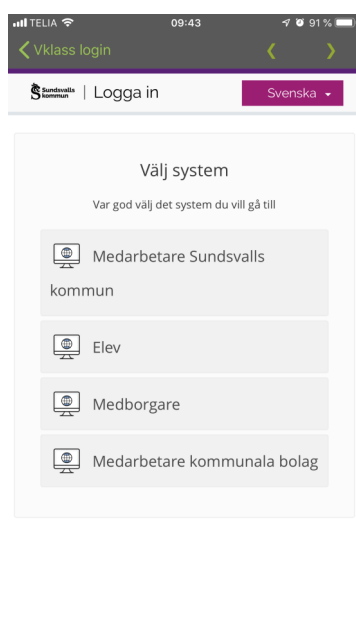 TELIA 09:43 91 %
Vklass login
Sundsvalls
kommun | Logga in Svenska
Välj system
Var god välj det system du vill gå till
Medarbetare Sundsvalls
kommun
Elev
Medborgare
Medarbetare kommunala bolag